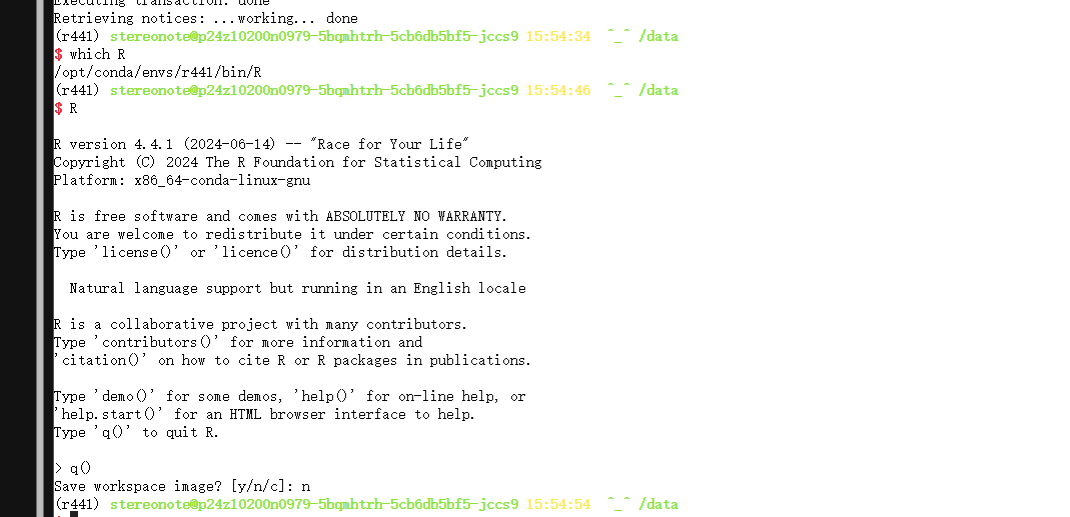 Executing transaction: done
Retrieving notices: ...working... done
(r441) stereonote@p24z10200n0979-5bqmhtrh-5cb6db5bf5-jccs9 15:54:34 ^_^ /data
$ which R
/opt/conda/envs/r441/bin/R
(r441) stereonote@p24z10200n0979-5bqmhtrh-5cb6db5bf5-jccs9 15:54:46 ^_^ /data
$ R
R version 4.4.1 (2024-06-14) -- "Race for Your Life"
Copyright (C) 2024 The R Foundation for Statistical Computing
Platform: x86_64-conda-linux-gnu
R is free software and comes with ABSOLUTELY NO WARRANTY.
You are welcome to redistribute it under certain conditions.
Type 'license()' or 'licence()' for distribution details.
Natural language support but running in an English locale
R is a collaborative project with many contributors.
Type 'contributors()' for more information and
'citation()' on how to cite R or R packages in publications.
Type 'demo()' for some demos, 'help()' for on-line help, or
'help.start()' for an HTML browser interface to help.
Type 'q()' to quit R.
> q()
Save workspace image? [y/n/c]: n
(r441) stereonote@p24z10200n0979-5bqmhtrh-5cb6db5bf5-jccs9 15:54:54 ^_^ /data